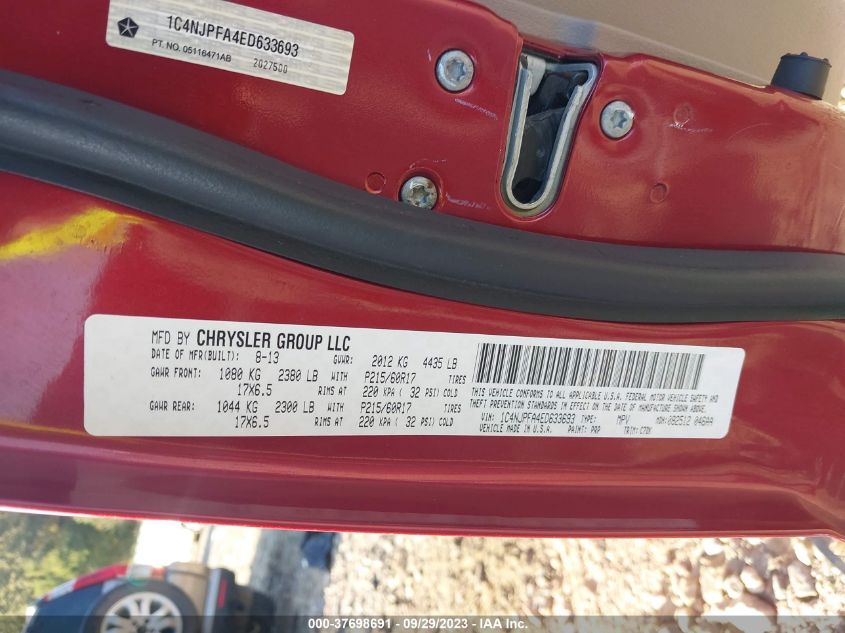 1C4NJPFA4ED633693
PT. NO. 05116471AB
2027500
MFD BY CHRYSLER GROUP LLC
DATE OF MFR(BUILT): 8-13 GVWR: 2012 KG 4435 LB
GAWR FRONT: 1080 KG 2380 LB WITH P215/60R17 TIRES
17X6.5 RIMS AT 220 KPA ( 32 PSI) COLD
GAWR REAR: 1044 KG 2300 LB WITH P215/60R17 TIRES
17X6.5 RIMS AT 220 KPA ( 32 PSI) COLD
THIS VEHICLE CONFORMS TO ALL APPLICABLE U.S.A. FEDERAL MOTOR VEHICLE SAFETY AND
THEFT PREVENTION STANDARDS IN EFFECT ON THE DATE OF MANUFACTURE SHOWN ABOVE.
VIN: 1C4NJPFA4ED633693 TYPE: MPV MDH:082512 046AA
VEHICLE MADE IN U.S.A. PAINT: PRP TRIM:C7DX
000-37698691 - 09/29/2023 - IAA Inc.